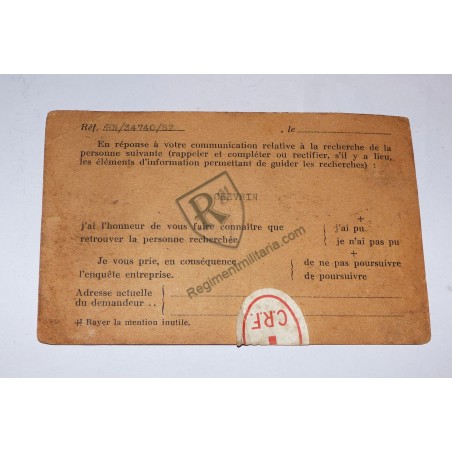 Réf. RR/34740/BZ , le
En réponse à votre communication relative à la recherche de la
personne suivante (rappeler et compléter ou rectifier, s'il y a lieu,
les éléments d'information permettant de guider les recherches) :
R
j'ai l'honneur de vous faire connaître que
retrouver la personne recherchée
+
j'ai pu
je n'ai pas pu
+
Je vous prie, en conséquence
l'enquête entreprise.
de ne pas poursuivre
de poursuivre
Adresse actuelle
du demandeur ..
+ Rayer la mention inutile.
C.R.F.
Regimentmilitaria.com